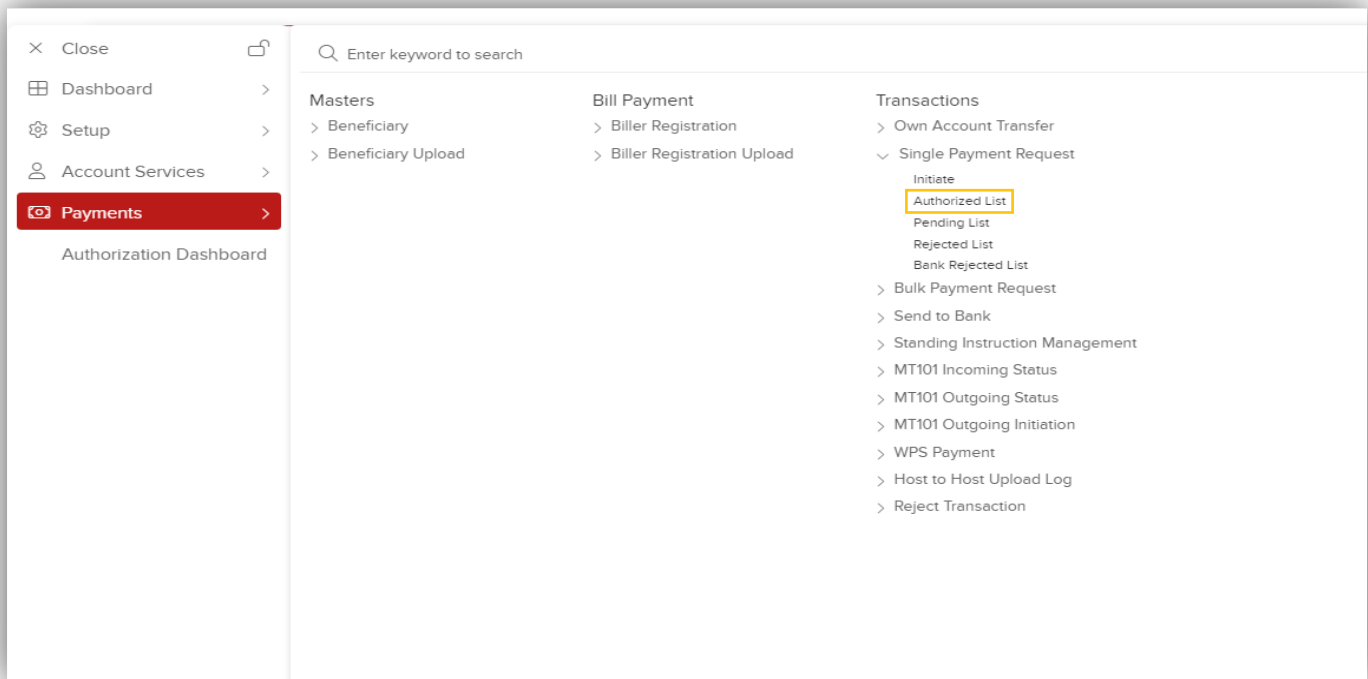 Close
Dashboard
Setup
Account Services
Payments
Authorization Dashboard
Enter keyword to search
Masters
Beneficiary
Beneficiary Upload
Bill Payment
Biller Registration
Biller Registration Upload
Transactions
Own Account Transfer
Single Payment Request
Initiate
Authorized List
Pending List
Rejected List
Bank Rejected List
Bulk Payment Request
Send to Bank
Standing Instruction Management
MT101 Incoming Status
MT101 Outgoing Status
MT101 Outgoing Initiation
WPS Payment
Host to Host Upload Log
Reject Transaction